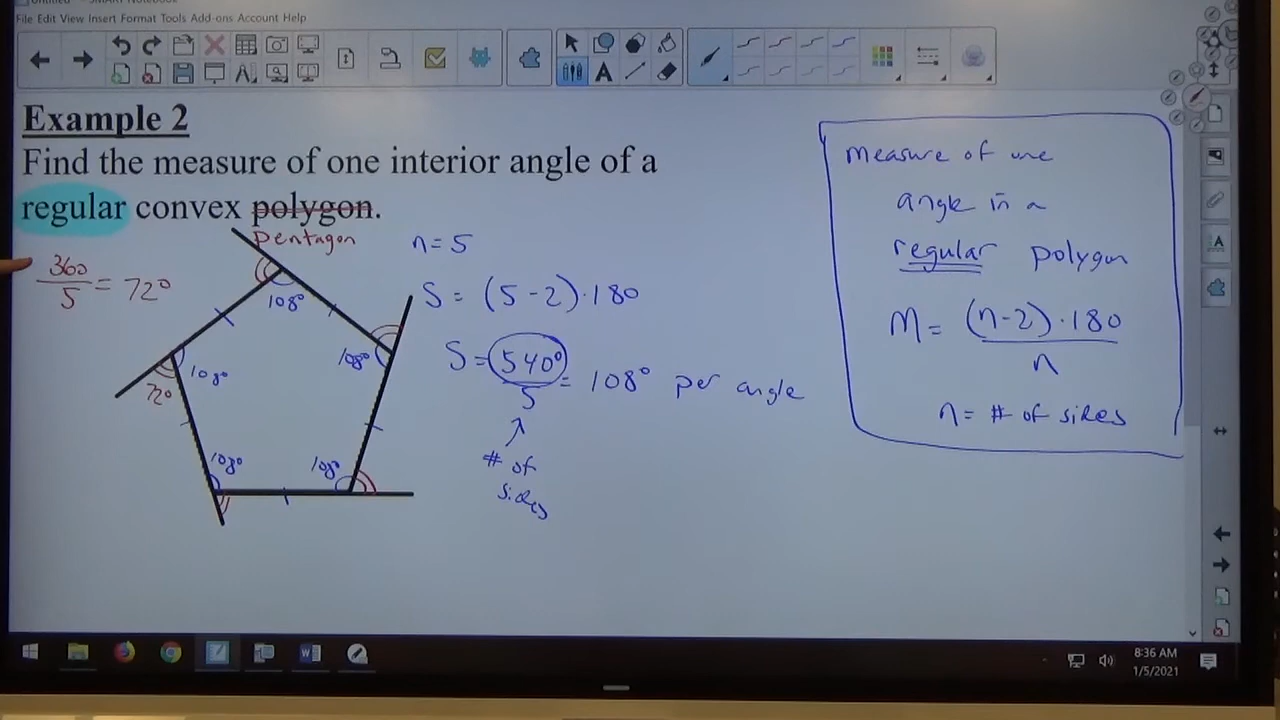 File Edit View Insert Format Tools Add-ons Account Help
Example 2
Find the measure of one interior angle of a
regular convex polygon.
pentagon
360
5
= 72°
108°
108°
108°
72°
108°
108°
n = 5
S = (5-2)·180
S = 540°
5
= 108° per angle
# of
sides
measure of one
angle in a
regular polygon
M = (n-2)·180
n
n = # of sides
8:36 AM
1/5/2021